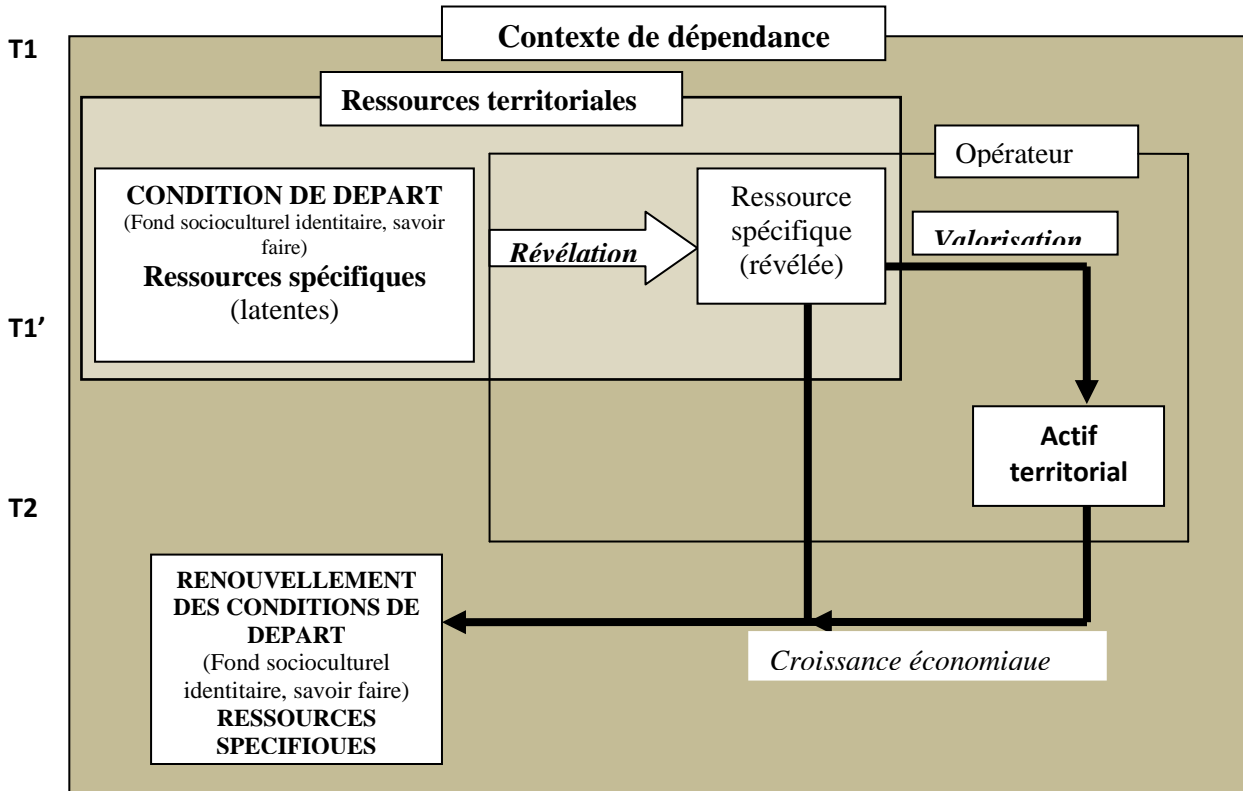 T1
Contexte de dépendance
Ressources territoriales
Opérateur
CONDITION DE DEPART
(Fond socioculturel identitaire, savoir
faire)
Ressources spécifiques
(latentes)
Révélation
Ressource
spécifique
(révélée)
Valorisation
T1’
Actif
territorial
T2
RENOUVELLEMENT
DES CONDITIONS DE
DEPART
(Fond socioculturel
identitaire, savoir faire)
RESSOURCES
SPECIFIQUES
Croissance économique